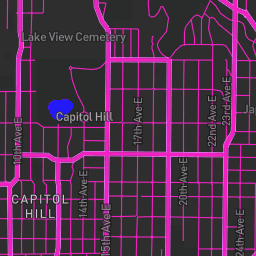 Lake View Cemetery
Capitol Hill
17th Ave E
22nd Ave E
23rd Ave E
Ja
10th Ave E
14th Ave E
15th Ave E
20th Ave E
24th Ave E
CAPITOL
HILL